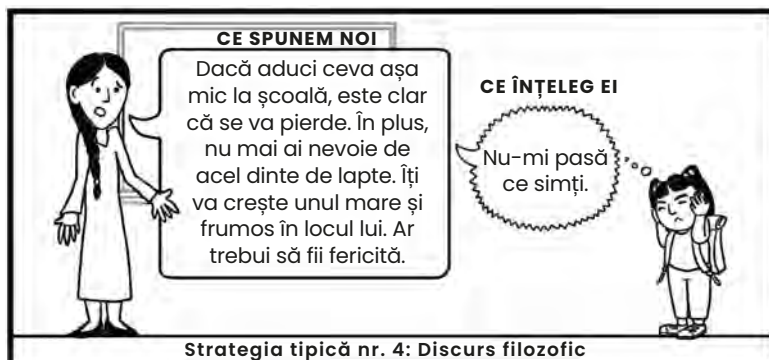 CE SPUNEM NOI
Dacă aduci ceva așa
mic la școală, este clar
că se va pierde. În plus,
nu mai ai nevoie de
acel dinte de lapte. Îți
va crește unul mare și
frumos în locul lui. Ar
trebui să fii fericită.
CE ÎNȚELEG EI
Nu-mi pasă
ce simți.
Strategia tipică nr. 4: Discurs filozofic